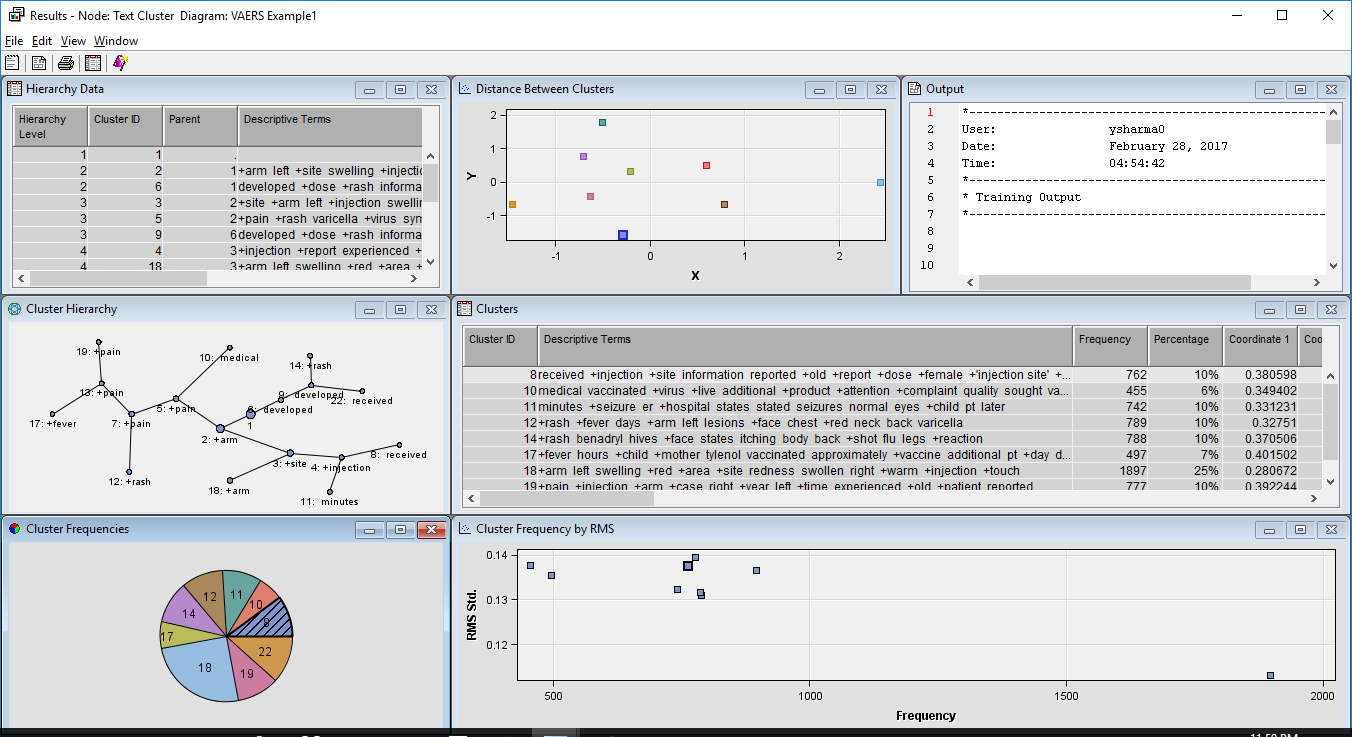 Results - Node: Text Cluster Diagram: VAERS Example1
File Edit View Window
Hierarchy Data
Hierarchy Level Cluster ID Parent Descriptive Terms
1 1 .
2 2 1 +arm left +site swelling +injectic
2 6 1 developed +dose +rash informa
3 3 2 +site +arm left +injection swellin
3 5 2 +pain +rash varicella +virus sym
3 9 6 developed +dose +rash informa
4 4 3 +injection +report experienced +
4 18 3 +arm left swelling +red +area +
Distance Between Clusters
2
1
0
-1
Y
-1 0 1 2
X
Output
1 *---
2 User: ysharma0
3 Date: February 28, 2017
4 Time: 04:54:42
5 *---
6 * Training Output
7 *---
8
9
10
Cluster Hierarchy
19: +pain
10: medical
14: +rash
13: +pain
9: developed
22: received
5: +pain
developed
17: +fever
7: +pain
1
2: +arm
8: received
3: +site
4: +injection
12: +rash
18: +arm
11: minutes
Clusters
Cluster ID Descriptive Terms Frequency Percentage Coordinate 1 Coo
8 received +injection +site information reported +old +report +dose +female +'injection site' +... 762 10% 0.380598
10 medical vaccinated +virus +live additional +product +attention +complaint quality sought va... 455 6% 0.349402
11 minutes +seizure er +hospital states stated seizures normal eyes +child pt later 742 10% 0.331231
12 +rash +fever days +arm left lesions +face chest +red neck back varicella 789 10% 0.32751
14 +rash benadryl hives +face states itching body back +shot flu legs +reaction 788 10% 0.370506
17 +fever hours +child +mother tylenol vaccinated approximately +vaccine additional pt +day d... 497 7% 0.401502
18 +arm left swelling +red +area +site redness swollen right +warm +injection +touch 1897 25% 0.280672
19 +pain +injection +arm +case right +year left +time experienced +old +patient reported 777 10% 0.392244
Cluster Frequencies
11
12
10
14
8
17
22
18
19
Cluster Frequency by RMS
0.14
0.13
0.12
RMS Std.
500 1000 1500 2000
Frequency